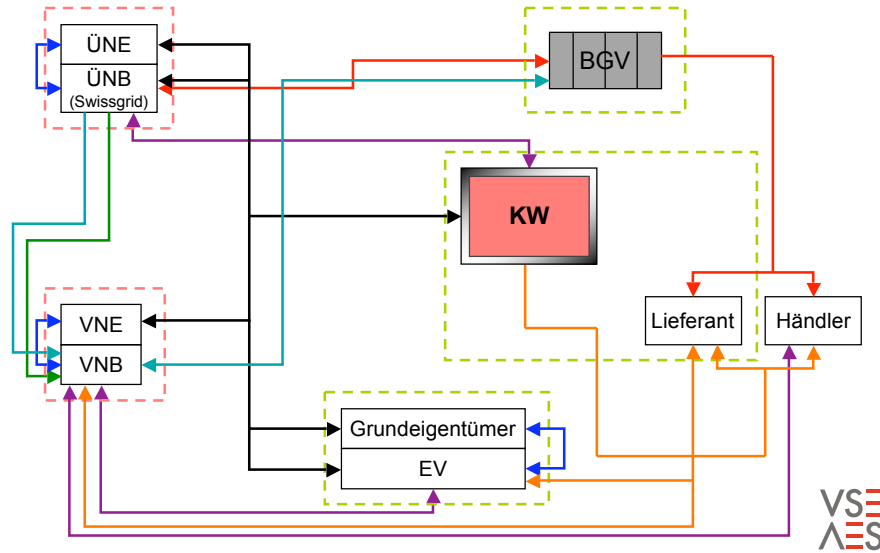 ÜNE
ÜNB
(Swissgrid)
BGV
KW
VNE
VNB
Lieferant
Händler
Grundeigentümer
EV
VSE
AES